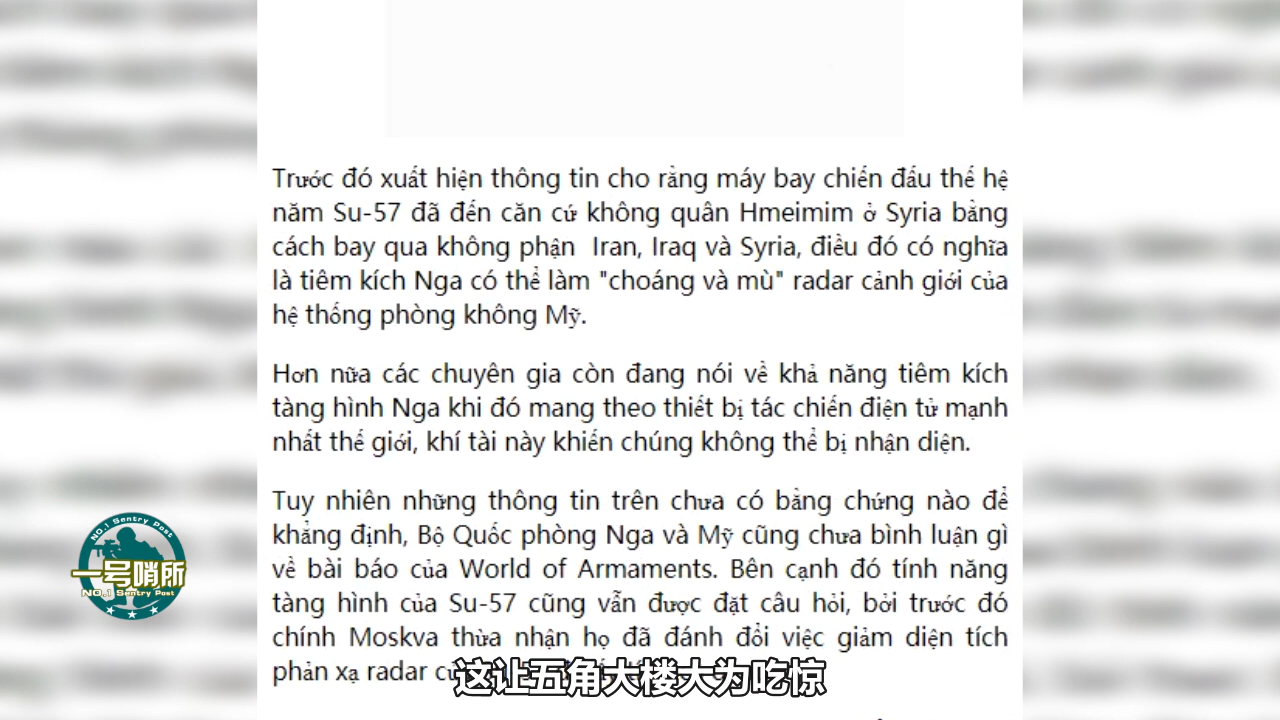 Trước đó xuất hiện thông tin cho rằng máy bay chiến đấu thế hệ
năm Su-57 đã đến căn cứ không quân Hmeimim ở Syria bằng
cách bay qua không phận Iran, Iraq và Syria, điều đó có nghĩa
là tiêm kích Nga có thể làm "choáng và mù" radar cảnh giới của
hệ thống phòng không Mỹ.
Hơn nữa các chuyên gia còn đang nói về khả năng tiêm kích
tàng hình Nga khi đó mang theo thiết bị tác chiến điện tử mạnh
nhất thế giới, khí tài này khiến chúng không thể bị nhận diện.
Tuy nhiên những thông tin trên chưa có bằng chứng nào để
khẳng định, Bộ Quốc phòng Nga và Mỹ cũng chưa bình luận gì
về bài báo của World of Armaments. Bên cạnh đó tính năng
tàng hình của Su-57 cũng vẫn được đặt câu hỏi, bởi trước đó
chính Moskva thừa nhận họ đã đánh đổi việc giảm diện tích
phản xạ radar
NO.1 Sentry Post
一号哨所
NO.1 Sentry Post
这让五角大楼大为吃惊